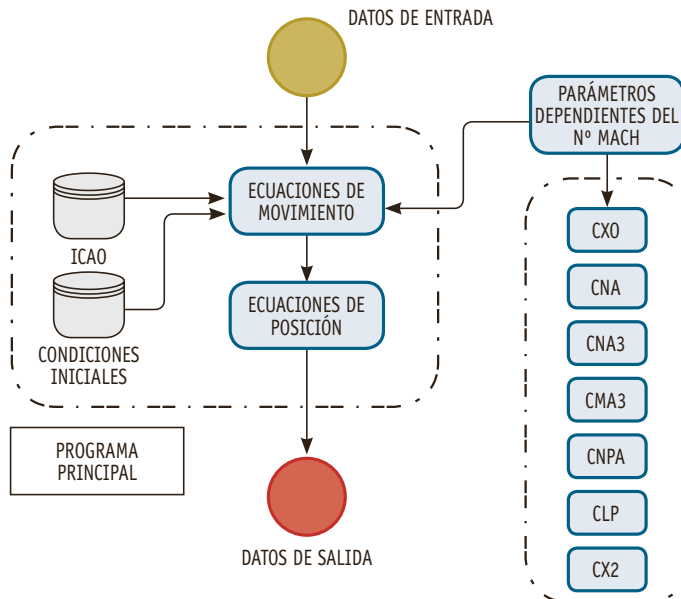 DATOS DE ENTRADA
PARÁMETROS
DEPENDIENTES DEL
Nº MACH
ECUACIONES DE
MOVIMIENTO
ICAO
CONDICIONES
INICIALES
ECUACIONES DE
POSICIÓN
PROGRAMA
PRINCIPAL
DATOS DE SALIDA
CXO
CNA
CNA3
CMA3
CNPA
CLP
CX2